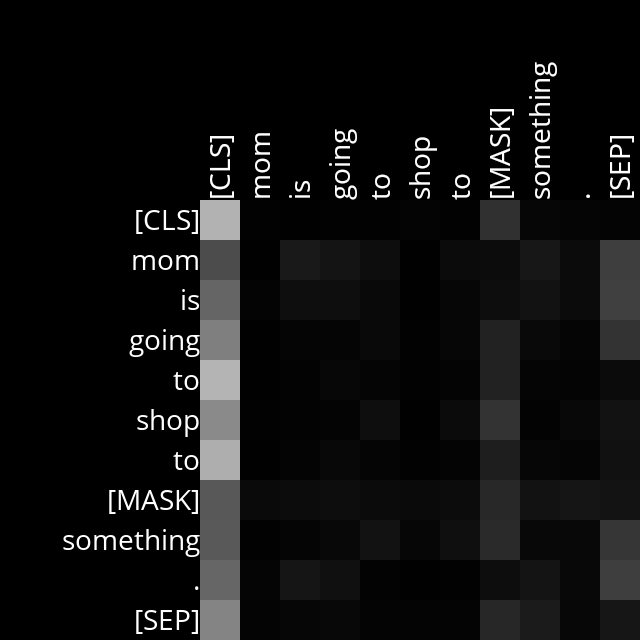 [CLS] mom is going to shop to [MASK] something . [SEP]
[CLS]
mom
is
going
to
shop
to
[MASK]
something
.
[SEP]